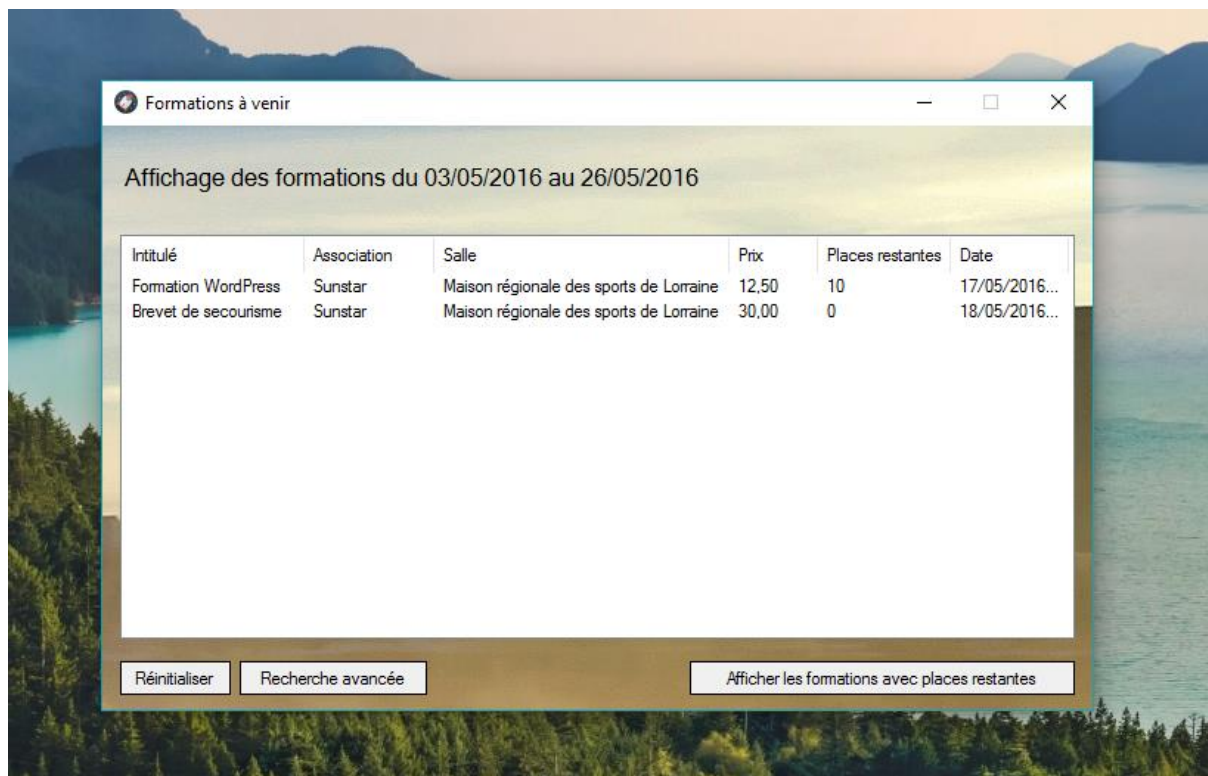 Formations à venir
Affichage des formations du 03/05/2016 au 26/05/2016
Intitulé Association Salle Prix Places restantes Date
Formation WordPress Sunstar Maison régionale des sports de Lorraine 12,50 10 17/05/2016...
Brevet de secourisme Sunstar Maison régionale des sports de Lorraine 30,00 0 18/05/2016...
Réinitialiser Recherche avancée Afficher les formations avec places restantes